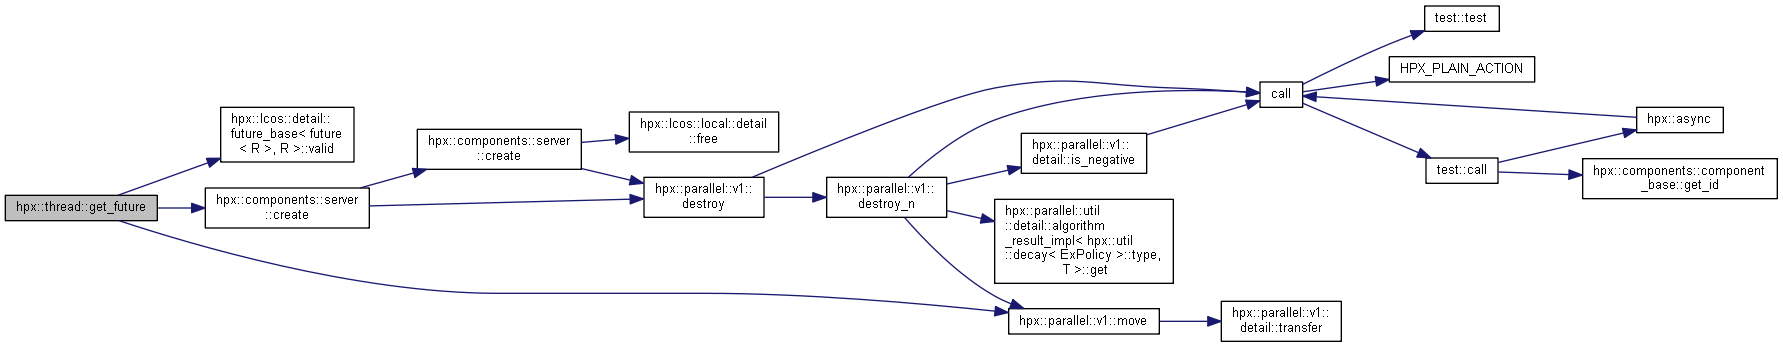 hpx::thread::get_future
hpx::lcos::detail::
future_base< future
< R >, R >::valid
hpx::components::server
::create
hpx::components::server
::create
hpx::lcos::local::detail
::free
hpx::parallel::v1::
destroy
hpx::parallel::v1::
destroy_n
hpx::parallel::v1::
detail::is_negative
hpx::parallel::util
::detail::algorithm
_result_impl< hpx::util
::decay< ExPolicy >::type,
T >::get
hpx::parallel::v1::move
hpx::parallel::v1::
detail::transfer
call
test::test
HPX_PLAIN_ACTION
test::call
hpx::async
hpx::components::component
_base::get_id